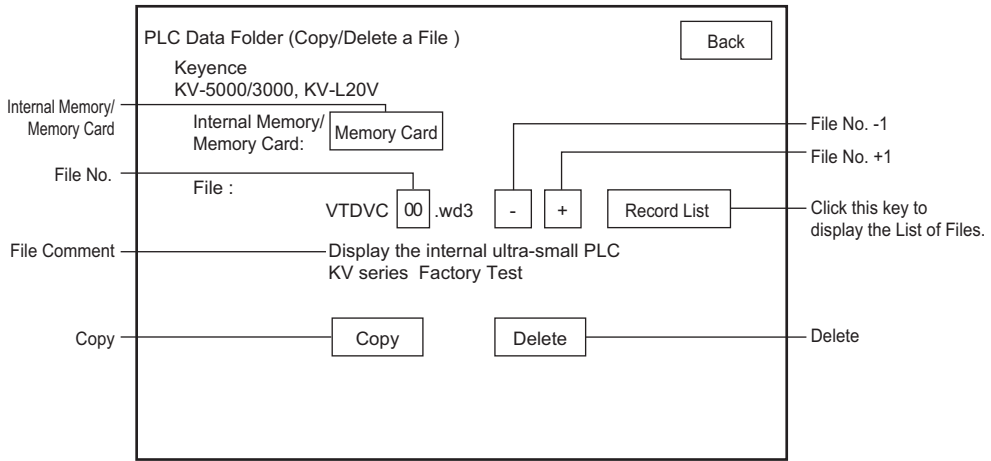 PLC Data Folder (Copy/Delete a File )
Back
Keyence
KV-5000/3000, KV-L20V
Internal Memory/
Memory Card
Internal Memory/
Memory Card:
Memory Card
File No. -1
File No. +1
File No.
File :
VTDVC 00 .wd3 - + Record List
Click this key to
display the List of Files.
File Comment
Display the internal ultra-small PLC
KV series Factory Test
Copy
Copy
Delete
Delete